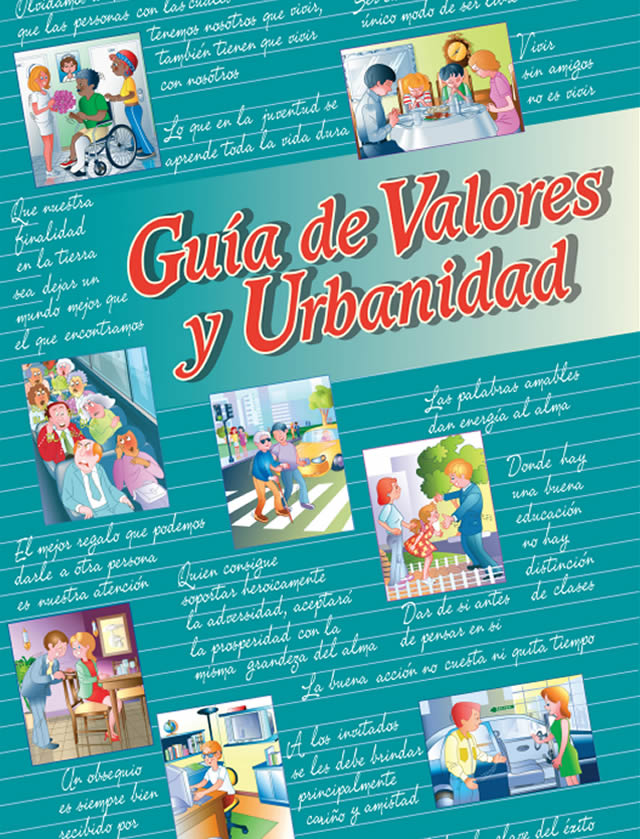 que las personas con las cuales
tenemos nosotros que vivir,
también tienen que vivir
con nosotros
único modo de ser
Vivir
sin amigos
no es vivir
Lo que en la juventud se
aprende toda la vida dura
Que nuestra
finalidad
en la tierra
sea dejar un
mundo mejor que
el que encontramos
Guía de Valores
y Urbanidad
Las palabras amables
dan energía al alma
Donde hay
una buena
educación
no hay
distinción
de clases
El mejor regalo que podemos
darle a otra persona
es nuestra atención
Quien consigue
soportar heroicamente
la adversidad, aceptará
la prosperidad con la
misma grandeza del alma
Dar de si antes
de pensar en si
La buena acción no cuesta ni quita tiempo
A los invitados
se les debe brindar
principalmente
cariño y amistad
Un obsequio
es siempre bien
recibido por
clave del éxito